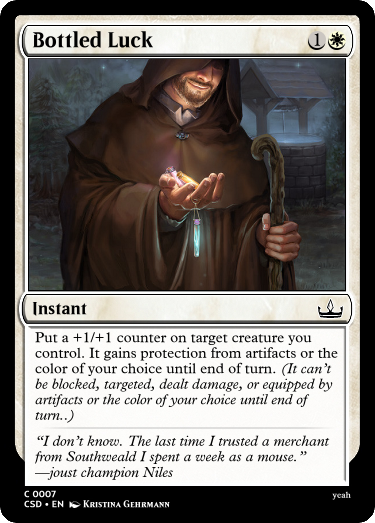 Bottled Luck
1
Instant
Put a +1/+1 counter on target creature you
control. It gains protection from artifacts or the
color of your choice until end of turn. (It can't
be blocked, targeted, dealt damage, or equipped by
artifacts or the color of your choice until end of
turn..)
“I don't know. The last time I trusted a merchant
from Southweald I spent a week as a mouse.”
—joust champion Niles
C 0007
yeah
CSD • EN Kristina Gehrmann